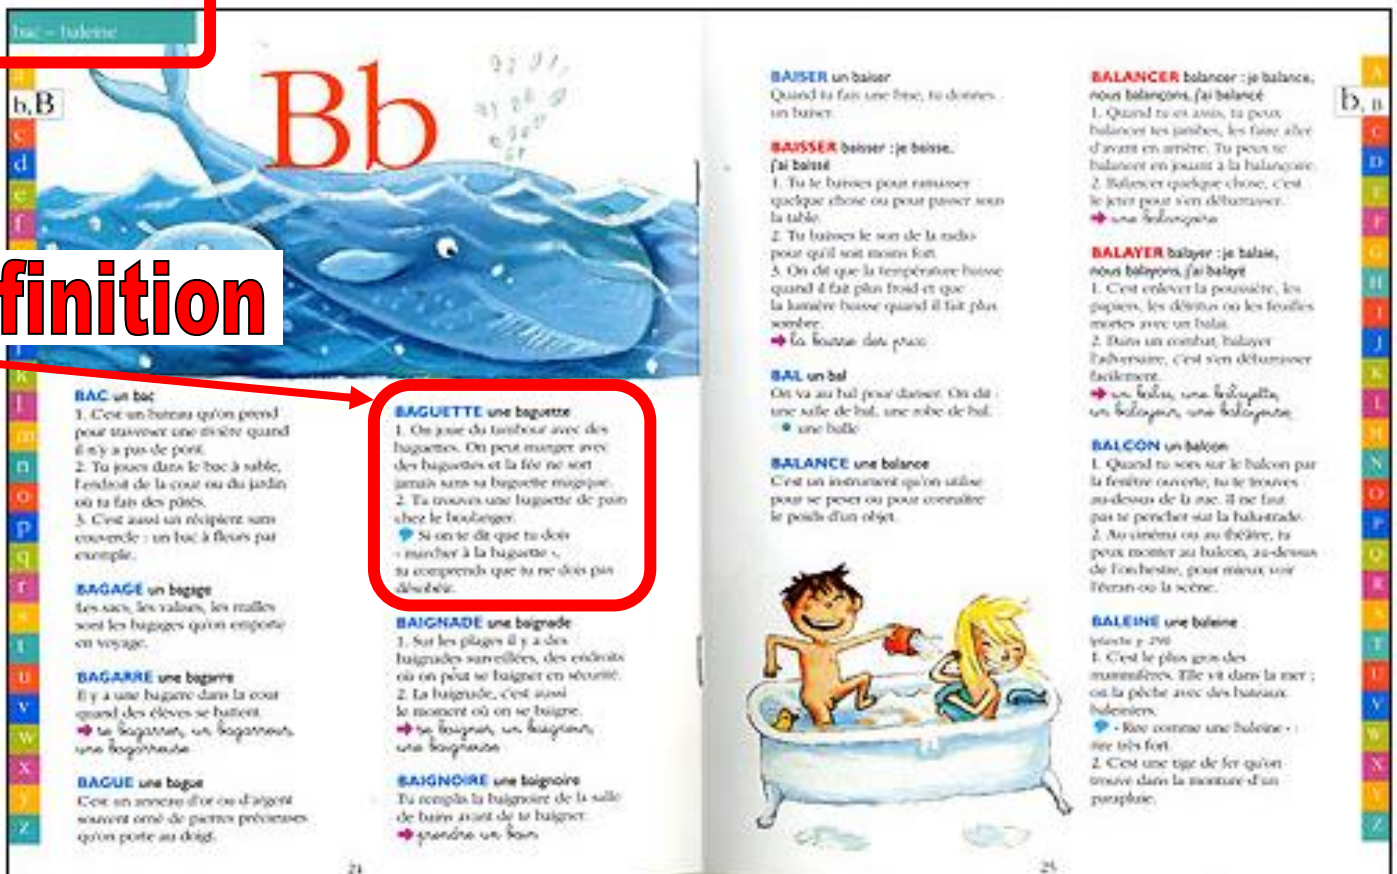 bac – baleine
Bb
b, B
a
c
d
e
f
finition
k
l
m
n
o
p
q
r
s
t
u
v
w
x
y
z
BAC un bac
1. C'est un bateau qu'on prend
pour traverser une rivière quand
il n'y a pas de pont.
2. Tu joues dans le bac à sable,
l'endroit de la cour ou du jardin
où tu fais des pâtés.
3. C'est aussi un récipient sans
couvercle : un bac à fleurs par
exemple.
BAGAGE un bagage
Les sacs, les valises, les malles
sont les bagages qu'on emporte
en voyage.
BAGARRE une bagarre
Il y a une bagarre dans la cour
quand des élèves se battent.
se bagarrer, un bagarreur,
une bagarreuse
BAGUE une bague
C'est un anneau d'or ou d'argent
souvent orné de pierres précieuses
qu'on porte au doigt.
BAGUETTE une baguette
1. On joue du tambour avec des
baguettes. On peut manger avec
des baguettes et la fée ne sort
jamais sans sa baguette magique.
2. Tu trouves une baguette de pain
chez le boulanger.
Si on te dit que tu dois
« marcher à la baguette »,
tu comprends que tu ne dois pas
désobéir.
BAIGNADE une baignade
1. Sur les plages il y a des
baignades surveillées, des endroits
où on peut se baigner en sécurité.
2. La baignade, c'est aussi
le moment où on se baigne.
se baigner, un baigneur,
une baigneuse
BAIGNOIRE une baignoire
Tu remplis la baignoire de la salle
de bains avant de te baigner.
prendre un bain
24
BAISER un baiser
Quand tu fais une bise, tu donnes
un baiser.
BAISSER baisser : je baisse,
j'ai baissé
1. Tu te baisses pour ramasser
quelque chose ou pour passer sous
la table.
2. Tu baisses le son de la radio
pour qu'il soit moins fort.
3. On dit que la température baisse
quand il fait plus froid et que
la lumière baisse quand il fait plus
sombre.
la baisse des prix
BAL un bal
On va au bal pour danser. On dit :
une salle de bal, une robe de bal.
une balle
BALANCE une balance
C'est un instrument qu'on utilise
pour se peser ou pour connaître
le poids d'un objet.
25
BALANCER balancer : je balance,
nous balançons, j'ai balancé
1. Quand tu es assis, tu peux
balancer tes jambes, les faire aller
d'avant en arrière. Tu peux te
balancer en jouant à la balançoire.
2. Balancer quelque chose, c'est
le jeter pour s'en débarrasser.
une balançoire
BALAYER balayer : je balaie,
nous balayons, j'ai balayé
1. C'est enlever la poussière, les
papiers, les détritus ou les feuilles
mortes avec un balai.
2. Dans un combat, balayer
l'adversaire, c'est s'en débarrasser
facilement.
un balai, une balayette,
un balayeur, une balayeuse
BALCON un balcon
1. Quand tu sors sur le balcon par
la fenêtre ouverte, tu te trouves
au-dessus de la rue. Il ne faut
pas te pencher sur la balustrade.
2. Au cinéma ou au théâtre, tu
peux monter au balcon, au-dessus
de l'orchestre, pour mieux voir
l'écran ou la scène.
BALEINE une baleine
1. C'est le plus gros des
mammifères. Elle vit dans la mer ;
on la pêche avec des bateaux
baleiniers.
« Rire comme une baleine » :
rire très fort.
2. C'est une tige de fer qu'on
trouve dans la monture d'un
parapluie.
A
b, B
C
D
E
F
G
H
I
J
K
L
M
N
O
P
Q
R
S
T
U
V
W
X
Y
Z